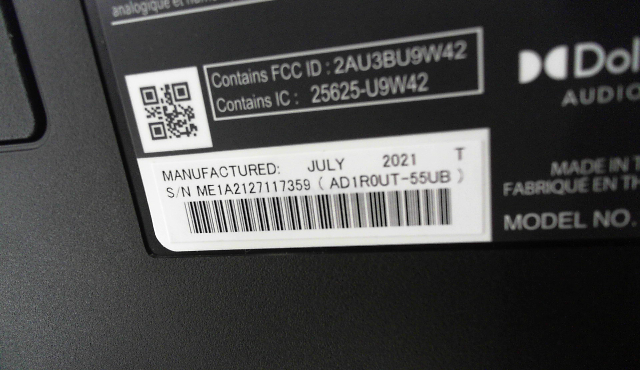 analogique et
Contains FCC ID : 2AU3BU9W42
Contains IC : 25625-U9W42
Dol
AUDIO
MANUFACTURED: JULY 2021 T
S/N ME1A2127117359 ( AD1R0UT-55UB )
MADE IN T
FABRIQUÉ EN TH
MODEL NO.